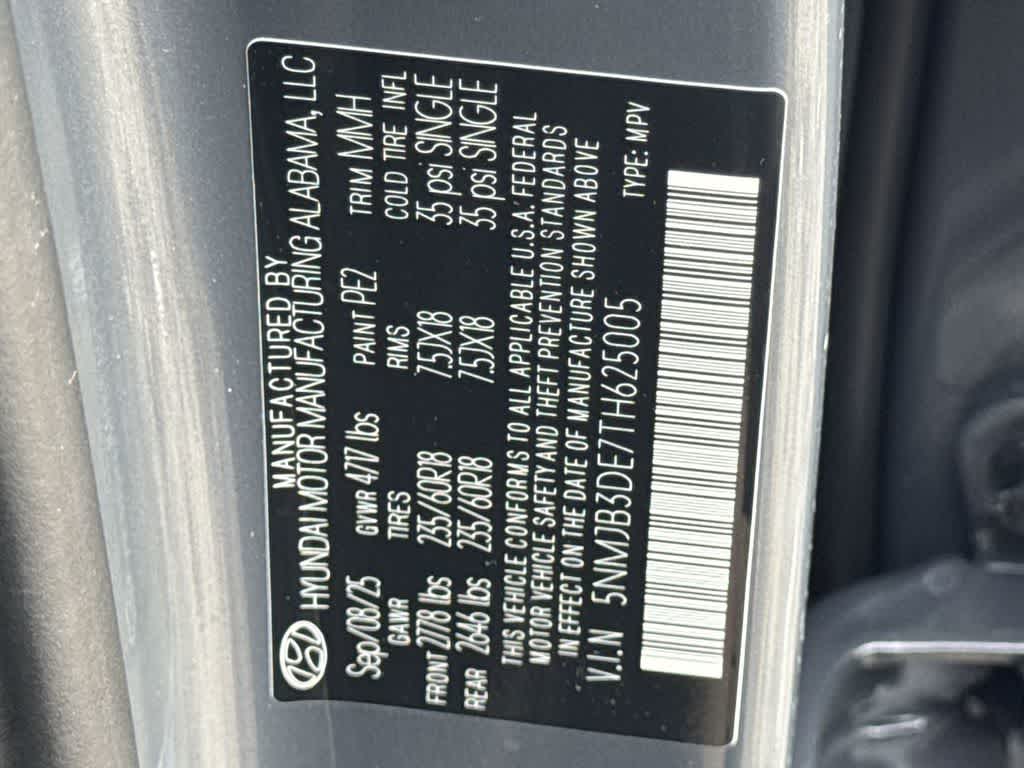 MANUFACTURED BY
HYUNDAI MOTOR MANUFACTURING ALABAMA, LLC
Sep/08/25 GVWR 4717 lbs PAINT PE2 TRIM MMH
GAWR TIRES RIMS COLD TIRE INFL
FRONT 2778 lbs 235/60R18 7.5JX18 35 psi SINGLE
REAR 2646 lbs 235/60R18 7.5JX18 35 psi SINGLE
THIS VEHICLE CONFORMS TO ALL APPLICABLE U.S.A. FEDERAL
MOTOR VEHICLE SAFETY AND THEFT PREVENTION STANDARDS
IN EFFECT ON THE DATE OF MANUFACTURE SHOWN ABOVE
V.I.N 5NMJB3DE7TH625005 TYPE: MPV